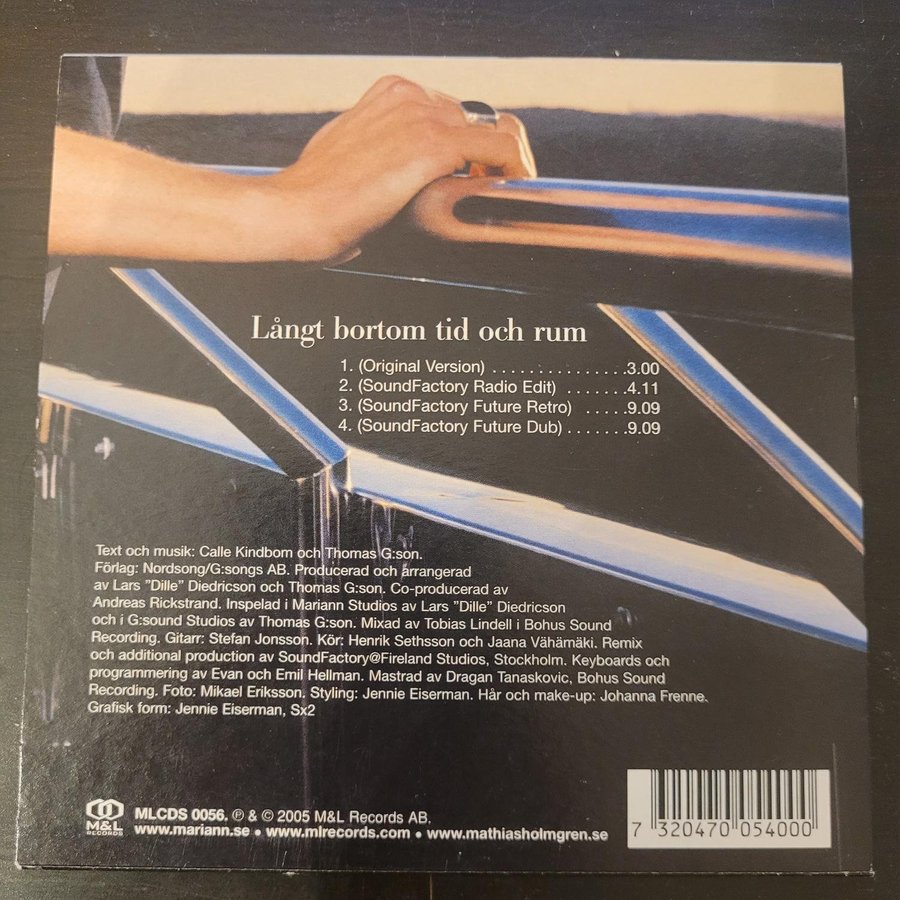 Långt bortom tid och rum
1. (Original Version) . . . . . . . . . . . . . . .3.00
2. (SoundFactory Radio Edit) . . . . . . .4.11
3. (SoundFactory Future Retro) . . . . .9.09
4. (SoundFactory Future Dub) . . . . . . .9.09
Text och musik: Calle Kindbom och Thomas G:son.
Förlag: Nordsong/G:songs AB. Producerad och arrangerad
av Lars ”Dille” Diedricson och Thomas G:son. Co-producerad av
Andreas Rickstrand. Inspelad i Mariann Studios av Lars ”Dille” Diedricson
och i G:sound Studios av Thomas G:son. Mixad av Tobias Lindell i Bohus Sound
Recording. Gitarr: Stefan Jonsson. Kör: Henrik Sethsson och Jaana Vähämäki. Remix
och additional production av SoundFactory@Fireland Studios, Stockholm. Keyboards och
programmering av Evan och Emil Hellman. Mastrad av Dragan Tanaskovic, Bohus Sound
Recording. Foto: Mikael Eriksson. Styling: Jennie Eiserman. Hår och make-up: Johanna Frenne.
Grafisk form: Jennie Eiserman, Sx2
M&L
RECORDS
MLCDS 0056. ℗ & © 2005 M&L Records AB.
www.mariann.se • www.mlrecords.com • www.mathiasholmgren.se
7 320470 054000